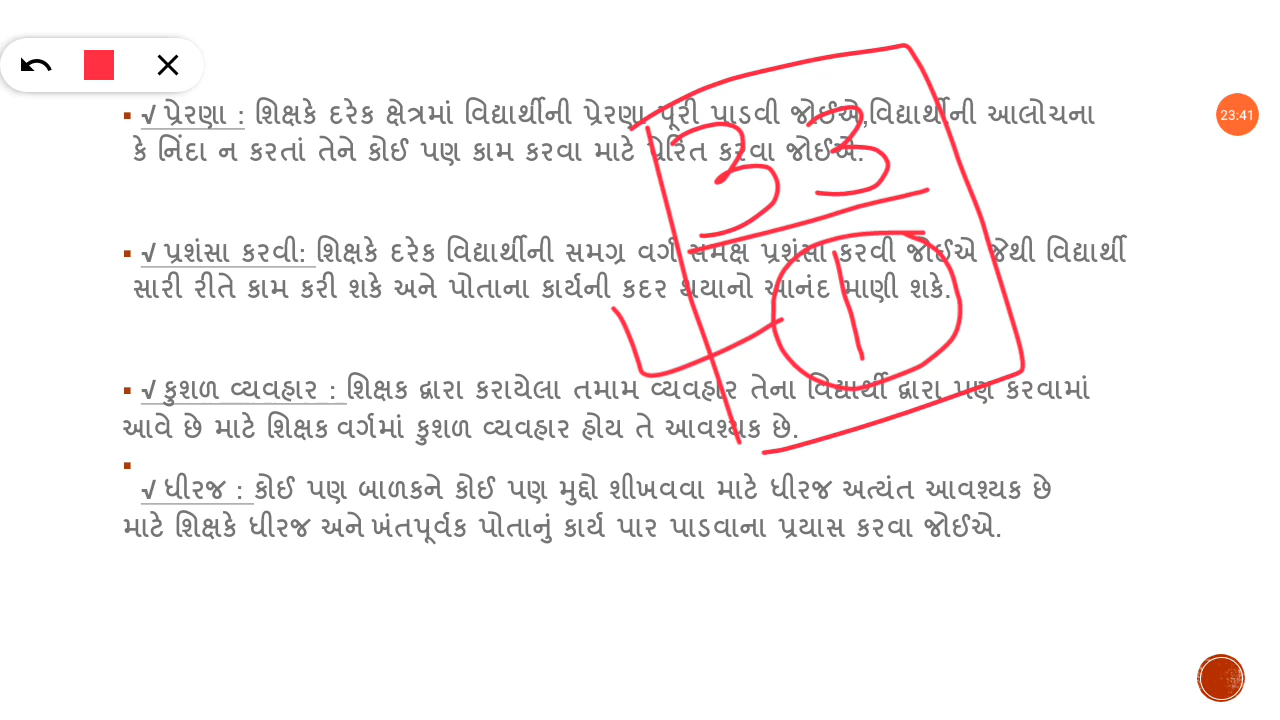 √ પ્રેરણા : શિક્ષકે દરેક ક્ષેત્રમાં વિદ્યાર્થીની પ્રેરણા પૂરી પાડવી જોઈએ,વિદ્યાર્થીની આલોચના
કે નિંદા ન કરતાં તેને કોઈ પણ કામ કરવા માટે પ્રેરિત કરવા જોઈએ.
23:41
33
√ પ્રશંસા કરવી: શિક્ષકે દરેક વિદ્યાર્થીની સમગ્ર વર્ગ સમક્ષ પ્રશંસા કરવી જોઈએ જેથી વિદ્યાર્થી
સારી રીતે કામ કરી શકે અને પોતાના કાર્યની કદર થયાનો આનંદ માણી શકે.
1
√ કુશળ વ્યવહાર : શિક્ષક દ્વારા કરાયેલા તમામ વ્યવહાર તેના વિદ્યાર્થી દ્વારા પણ કરવામાં
આવે છે માટે શિક્ષક વર્ગમાં કુશળ વ્યવહાર હોય તે આવશ્યક છે.
√ ધીરજ : કોઈ પણ બાળકને કોઈ પણ મુદ્દો શીખવવા માટે ધીરજ અત્યંત આવશ્યક છે
માટે શિક્ષકે ધીરજ અને ખંતપૂર્વક પોતાનું કાર્ય પાર પાડવાના પ્રયાસ કરવા જોઈએ.